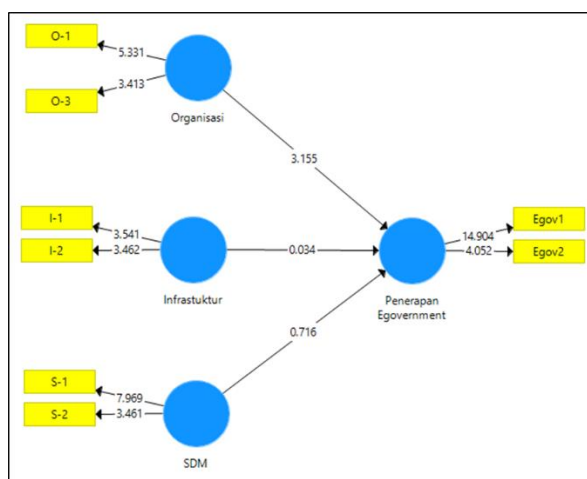 O-1
5.331
3.413
O-3
Organisasi
3.155
I-1
3.541
I-2
3.462
Infrastuktur
0.034
Egov1
14.904
4.052
Egov2
Penerapan
Egovernment
0.716
S-1
7.969
S-2
3.461
SDM